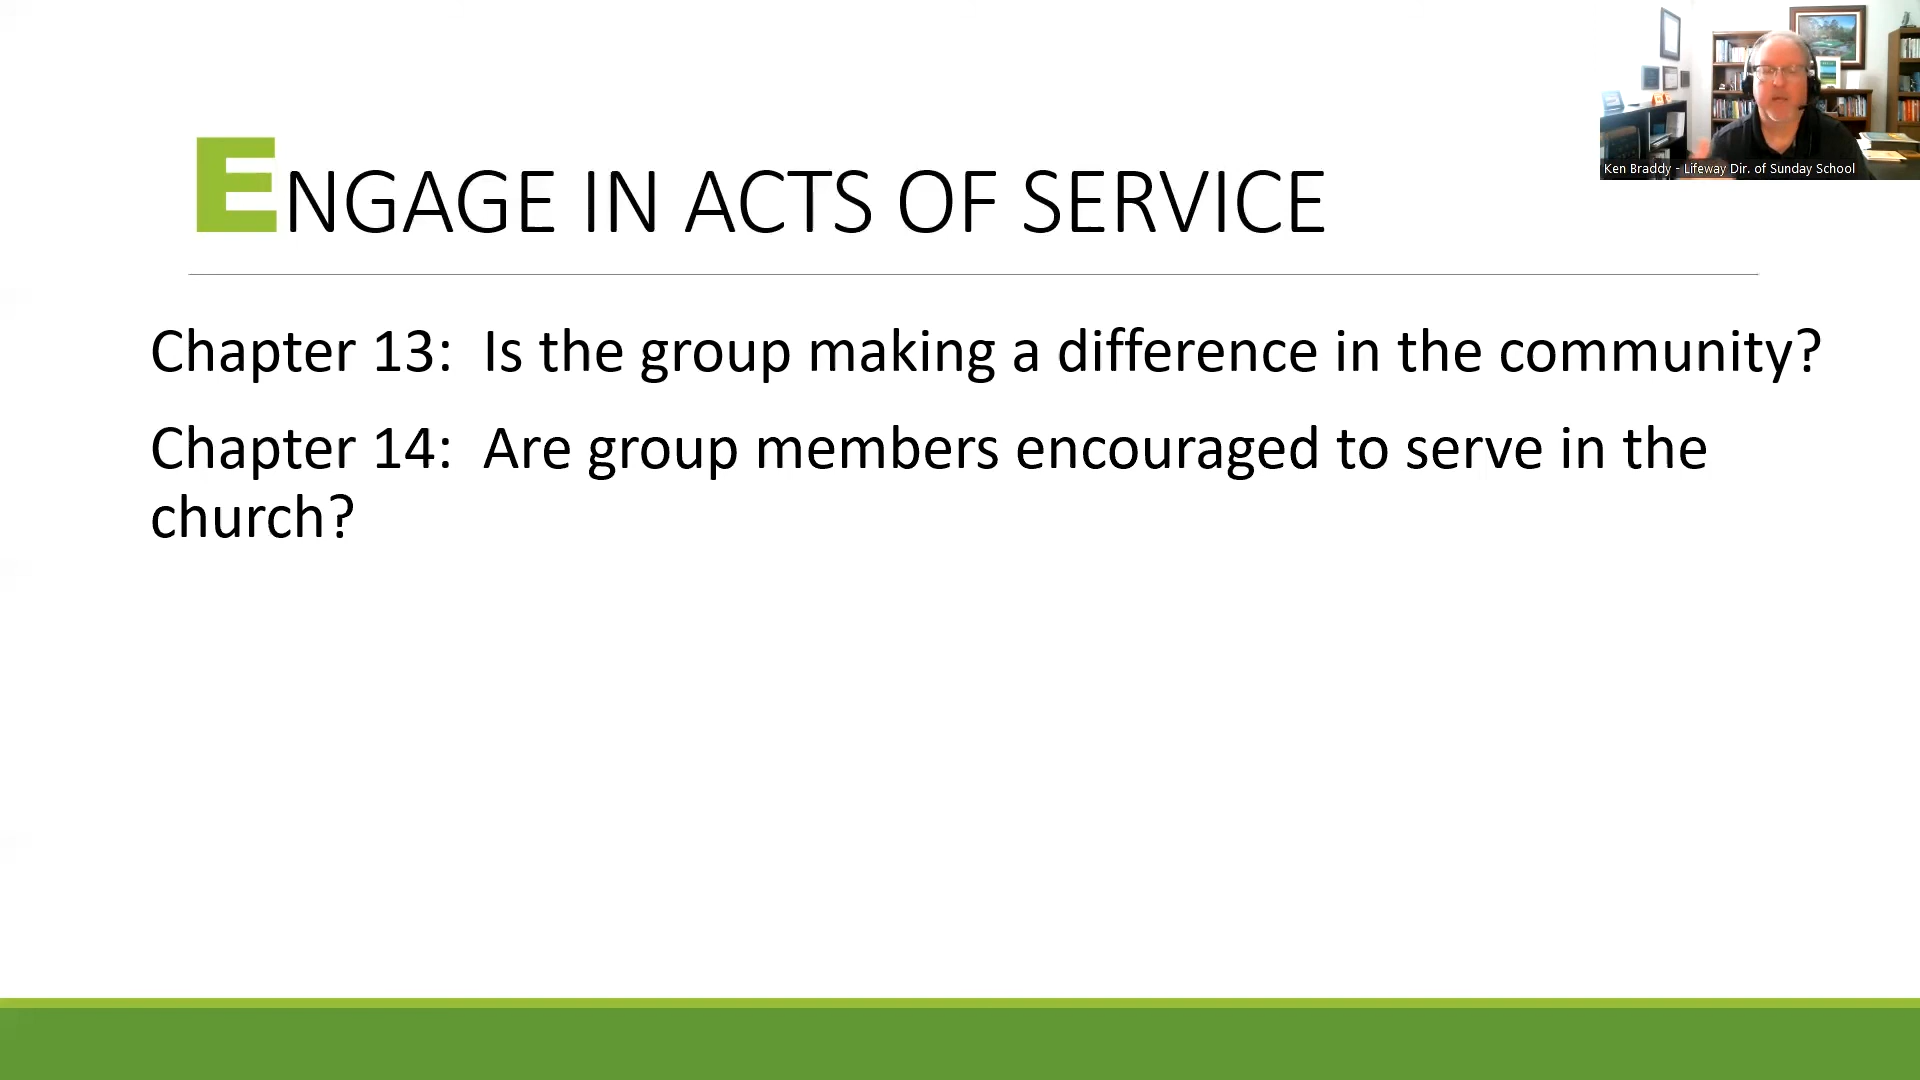 ENGAGE IN ACTS OF SERVICE
Chapter 13:  Is the group making a difference in the community?
Chapter 14:  Are group members encouraged to serve in the
church?
Ken Braddy - Lifeway Dir. of Sunday School